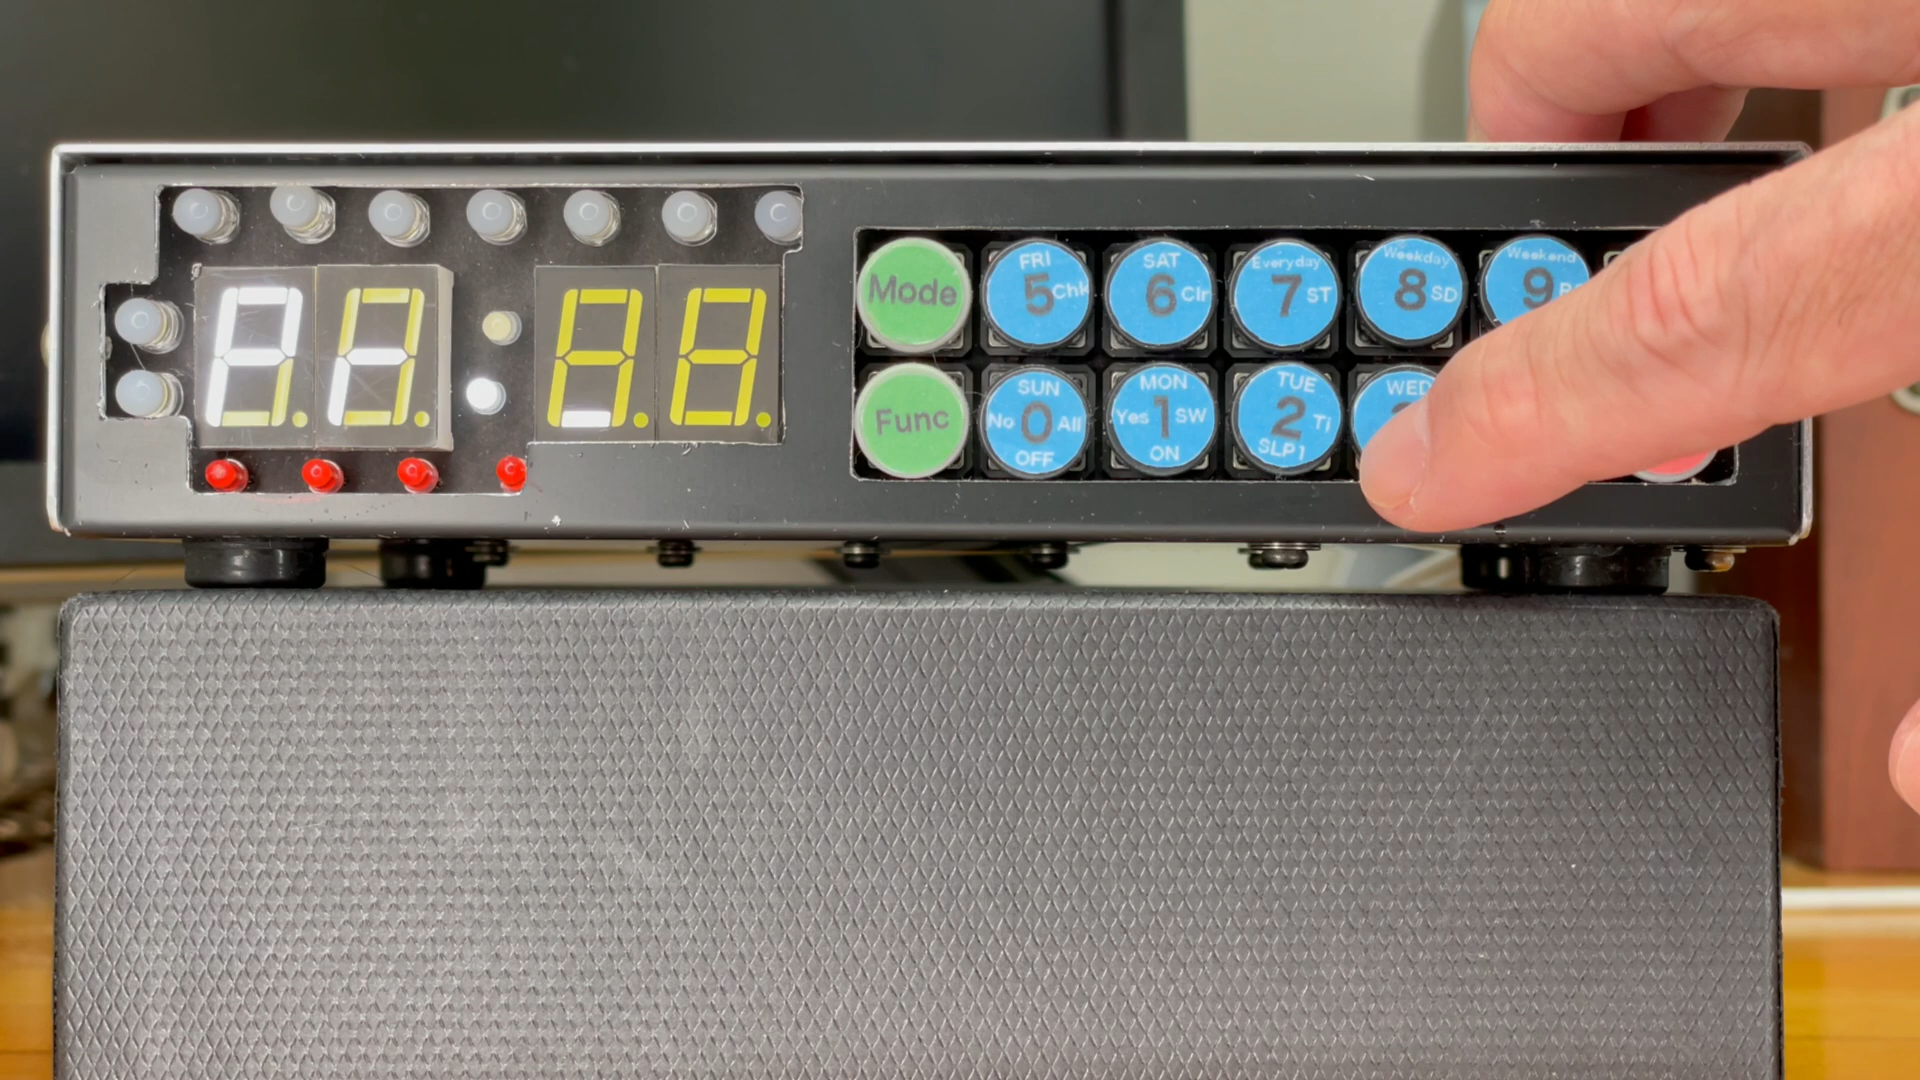 Pr _
Mode
FRI
5 Chk
SAT
6 Clr
Everyday
7 ST
Weekday
8 SD
Weekend
9
Func
SUN
No 0 All
OFF
MON
Yes 1 SW
ON
TUE
2 TI
SLP1
WED